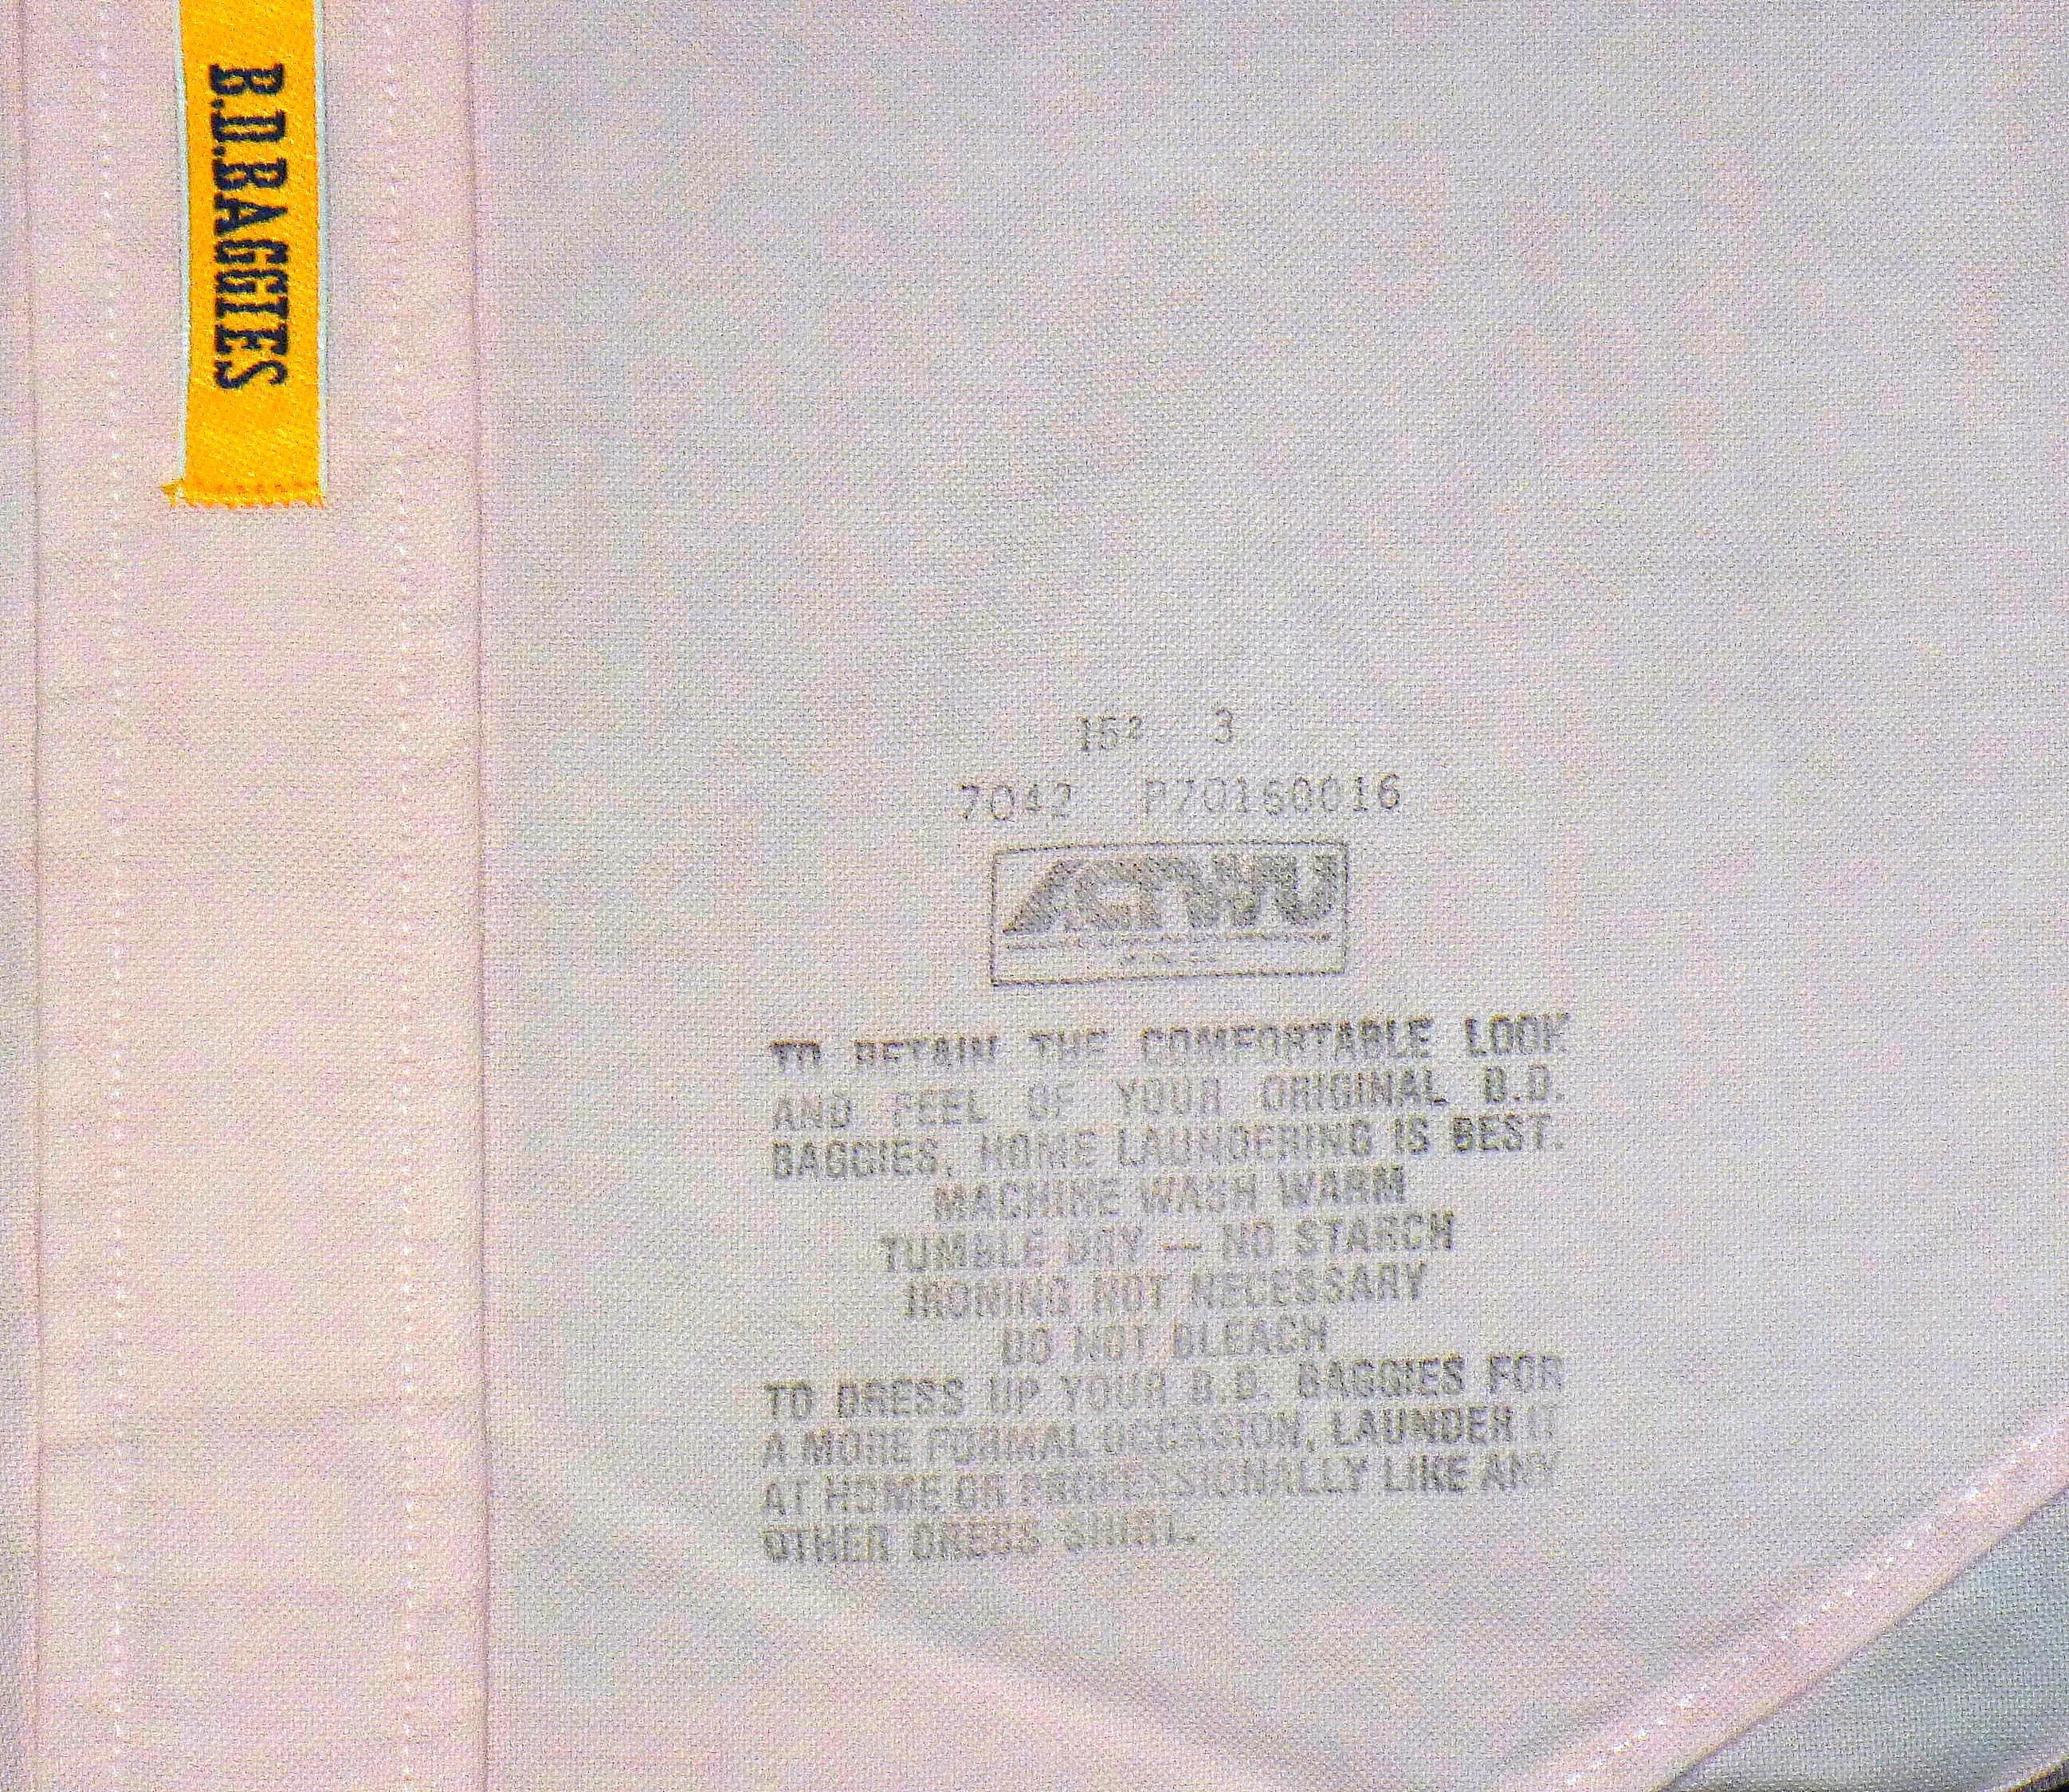 B.D.BAGGIES
15² 3
7042 P70160016
ACTWU
TO RETAIN THE COMFORTABLE LOOK
AND FEEL OF YOUR ORIGINAL B.D.
BAGGIES, HOME LAUNDERING IS BEST.
MACHINE WASH WARM
TUMBLE DRY — NO STARCH
IRONING NOT NECESSARY
DO NOT BLEACH
TO DRESS UP YOUR B.D. BAGGIES FOR
A MORE FORMAL OCCASION, LAUNDER IT
AT HOME OR PROFESSIONALLY LIKE ANY
OTHER DRESS SHIRT.